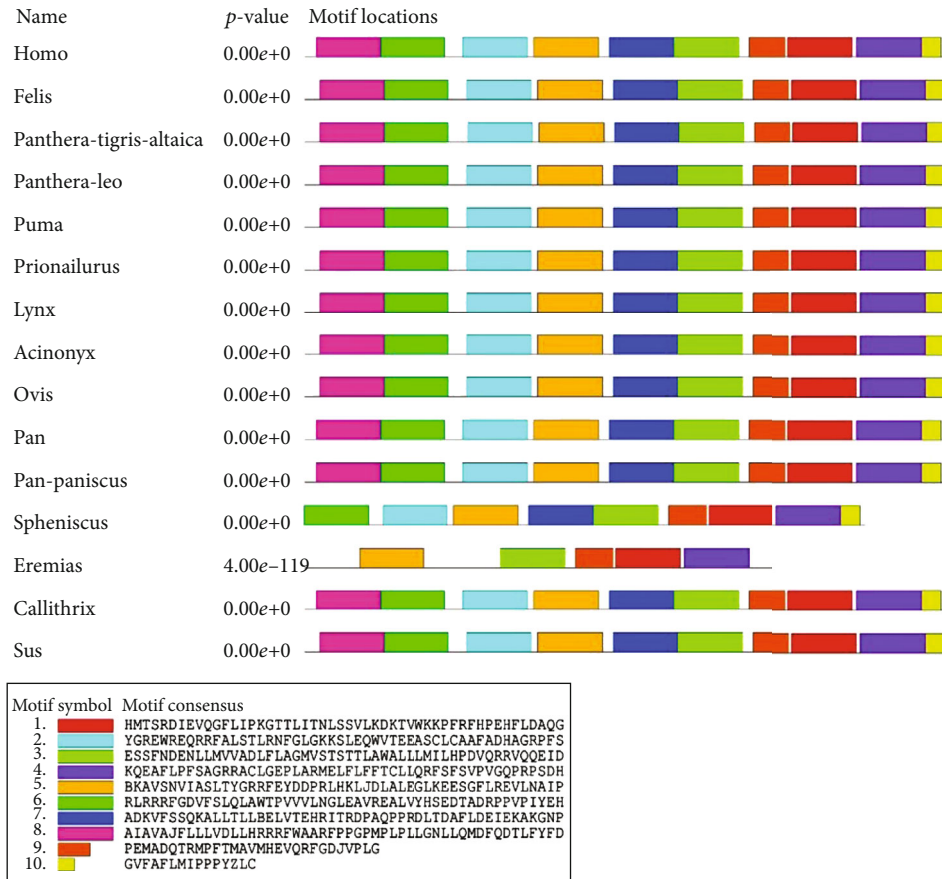 Name p-value Motif locations
Homo 0.00e+0
Felis 0.00e+0
Panthera-tigris-altaica 0.00e+0
Panthera-leo 0.00e+0
Puma 0.00e+0
Prionailurus 0.00e+0
Lynx 0.00e+0
Acinonyx 0.00e+0
Ovis 0.00e+0
Pan 0.00e+0
Pan-paniscus 0.00e+0
Spheniscus 0.00e+0
Eremias 4.00e−119
Callithrix 0.00e+0
Sus 0.00e+0
Motif symbol Motif consensus
1. HMTSRDIEVQGFLIPKGTTLITNLSSVLKDKTVWKKPFRFHPEHFLDAQG
2. YGREWREQRRFALSTLRNFGLGKKSLEQWVTEEASCLCAAFADHAGRPFS
3. ESSFNDENLLMVVADLFLAGMVSTSTTLAWALLLMILHPDVQRRVQQEID
4. KQEAFLPFSAGRRACLGEPLARMELFLFFTCLLQRFSFSVPVGQPRPSDH
5. BKAVSNVIASLTYGRRFEYDDPRLHKLJDLALEGLKEESGFLREVLNAIP
6. RLRRRFGDVFSLQLAWTPVVVLNGLEAVREALVYHSEDTADRPPVPIYEH
7. ADKVFSSQKALLTLLBELVTEHRITRDPAQPPRDLTDAFLDEIEKAKGNP
8. AIAVAJFLLLVDLLHRRRFWAARFPPGPMPLPLLGNLLQMDFQDTLFYFD
9. PEMADQTRMPFTMAVMHEVQRFGDJVPLG
10. GVFAFLMIPPPYZLC